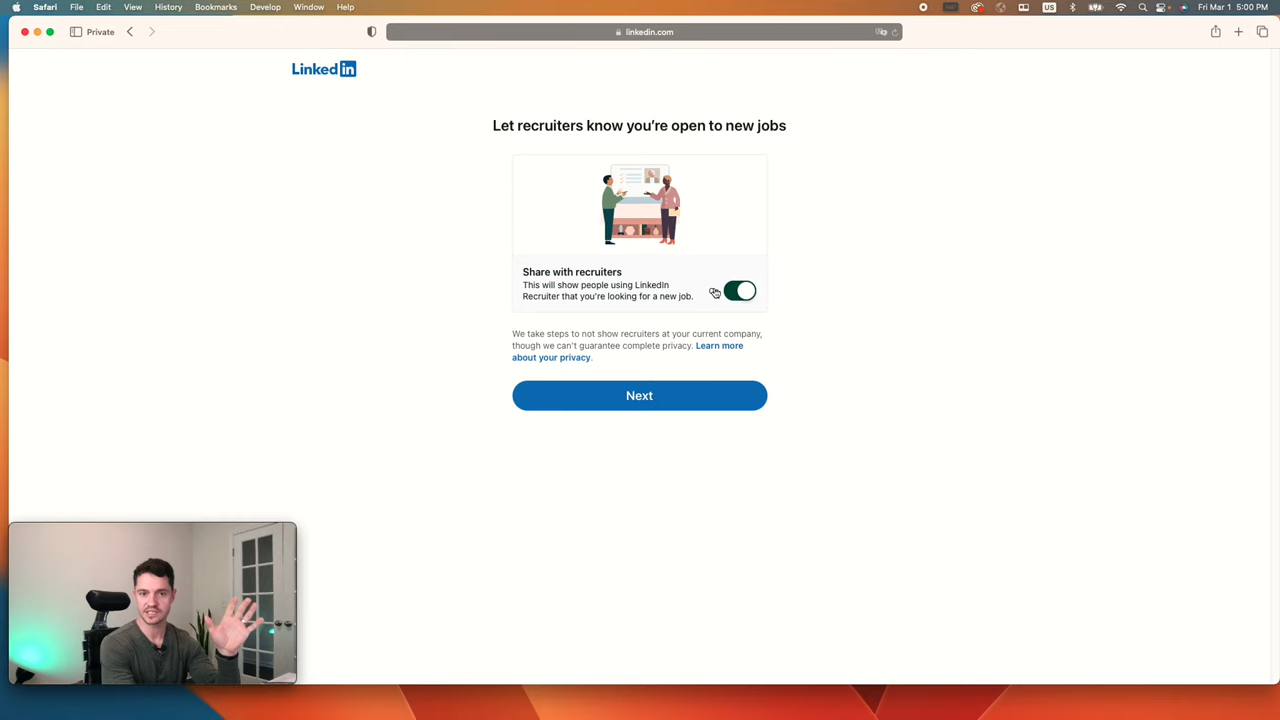 Safari File Edit View History Bookmarks Develop Window Help
US
Fri Mar 1 5:00 PM
Private
linkedin.com
Linked in
Let recruiters know you’re open to new jobs
Share with recruiters
This will show people using LinkedIn
Recruiter that you're looking for a new job.
We take steps to not show recruiters at your current company,
though we can’t guarantee complete privacy. Learn more
about your privacy.
Next